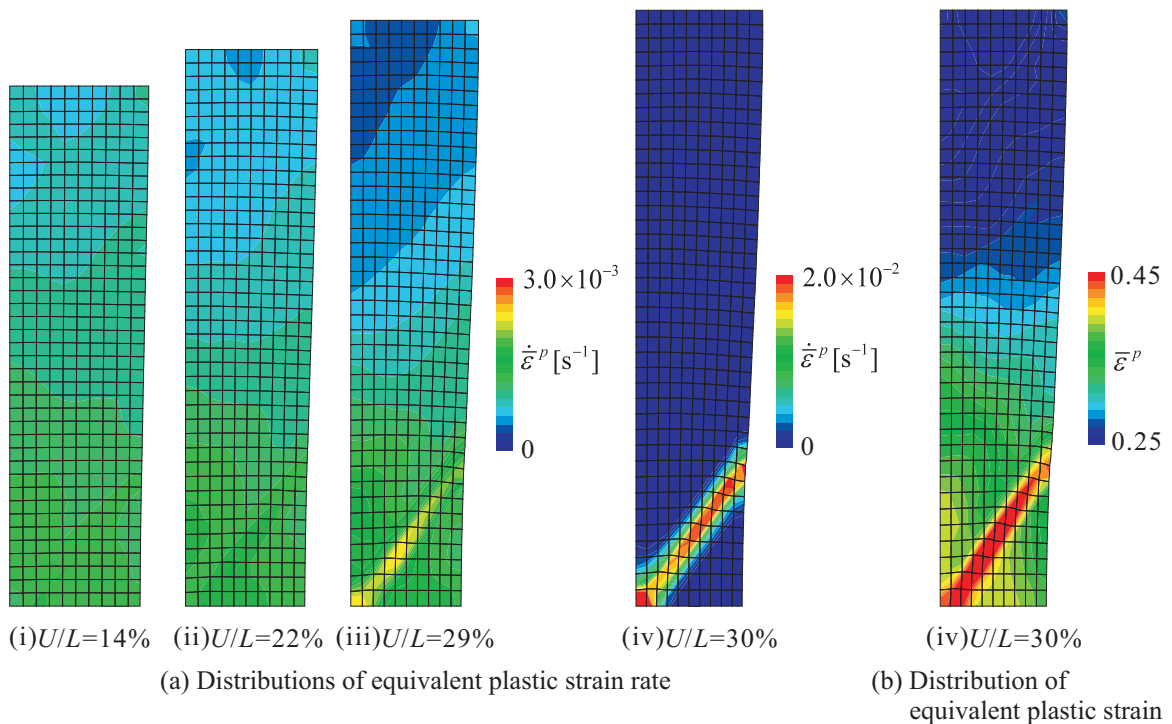 3.0×10⁻³
ε̇̄ᵖ [s⁻¹]
0
2.0×10⁻²
ε̇̄ᵖ [s⁻¹]
0
0.45
ε̄ᵖ
0.25
(i)U/L=14%
(ii)U/L=22%
(iii)U/L=29%
(iv)U/L=30%
(iv)U/L=30%
(a) Distributions of equivalent plastic strain rate
(b) Distribution of
equivalent plastic strain